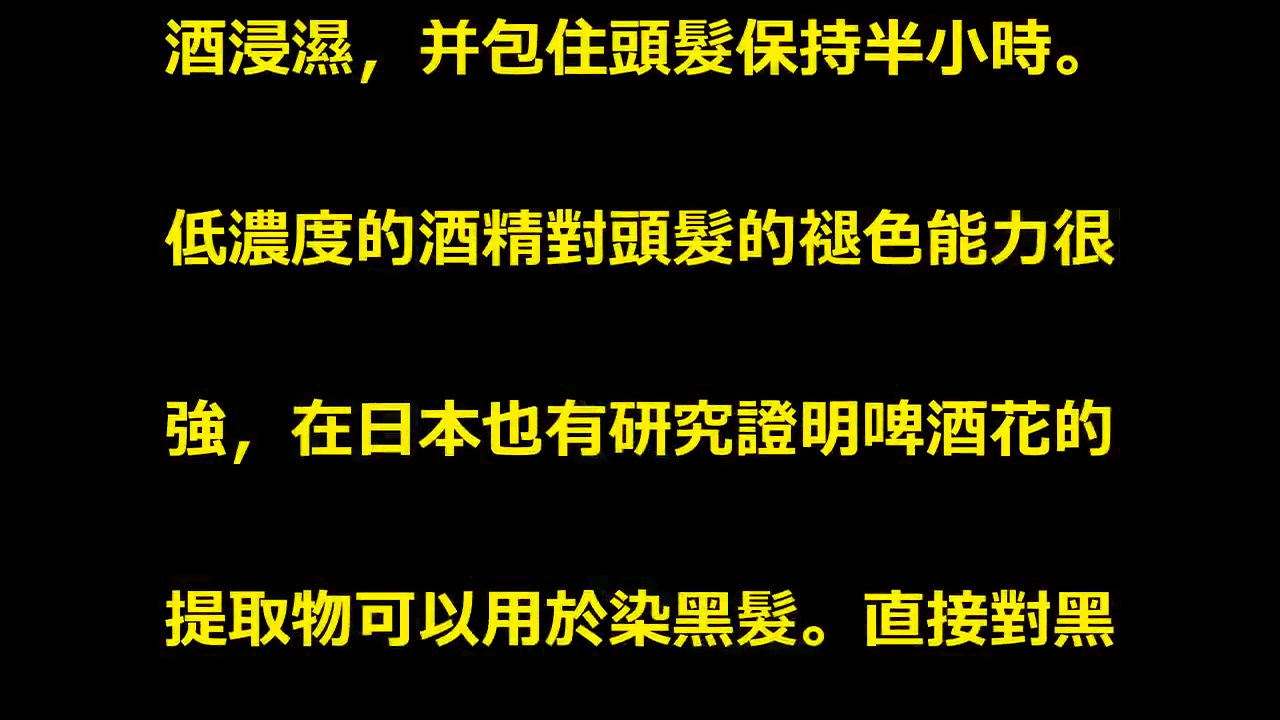 酒浸濕，并包住頭髮保持半小時。
低濃度的酒精對頭髮的褪色能力很
強，在日本也有研究證明啤酒花的
提取物可以用於染黑髮。直接對黑